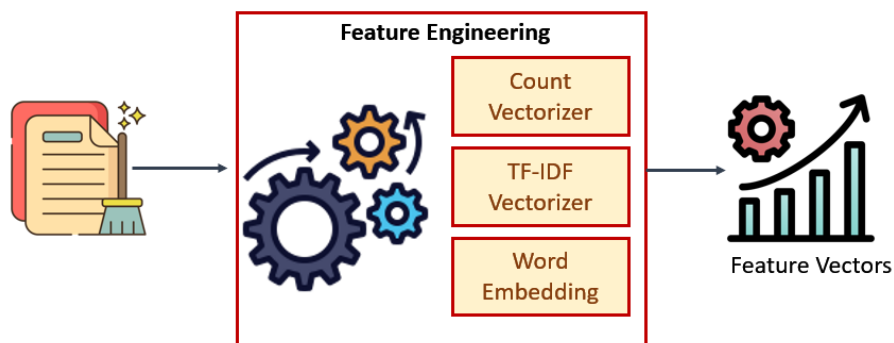 Feature Engineering
Count
Vectorizer
TF-IDF
Vectorizer
Word
Embedding
Feature Vectors